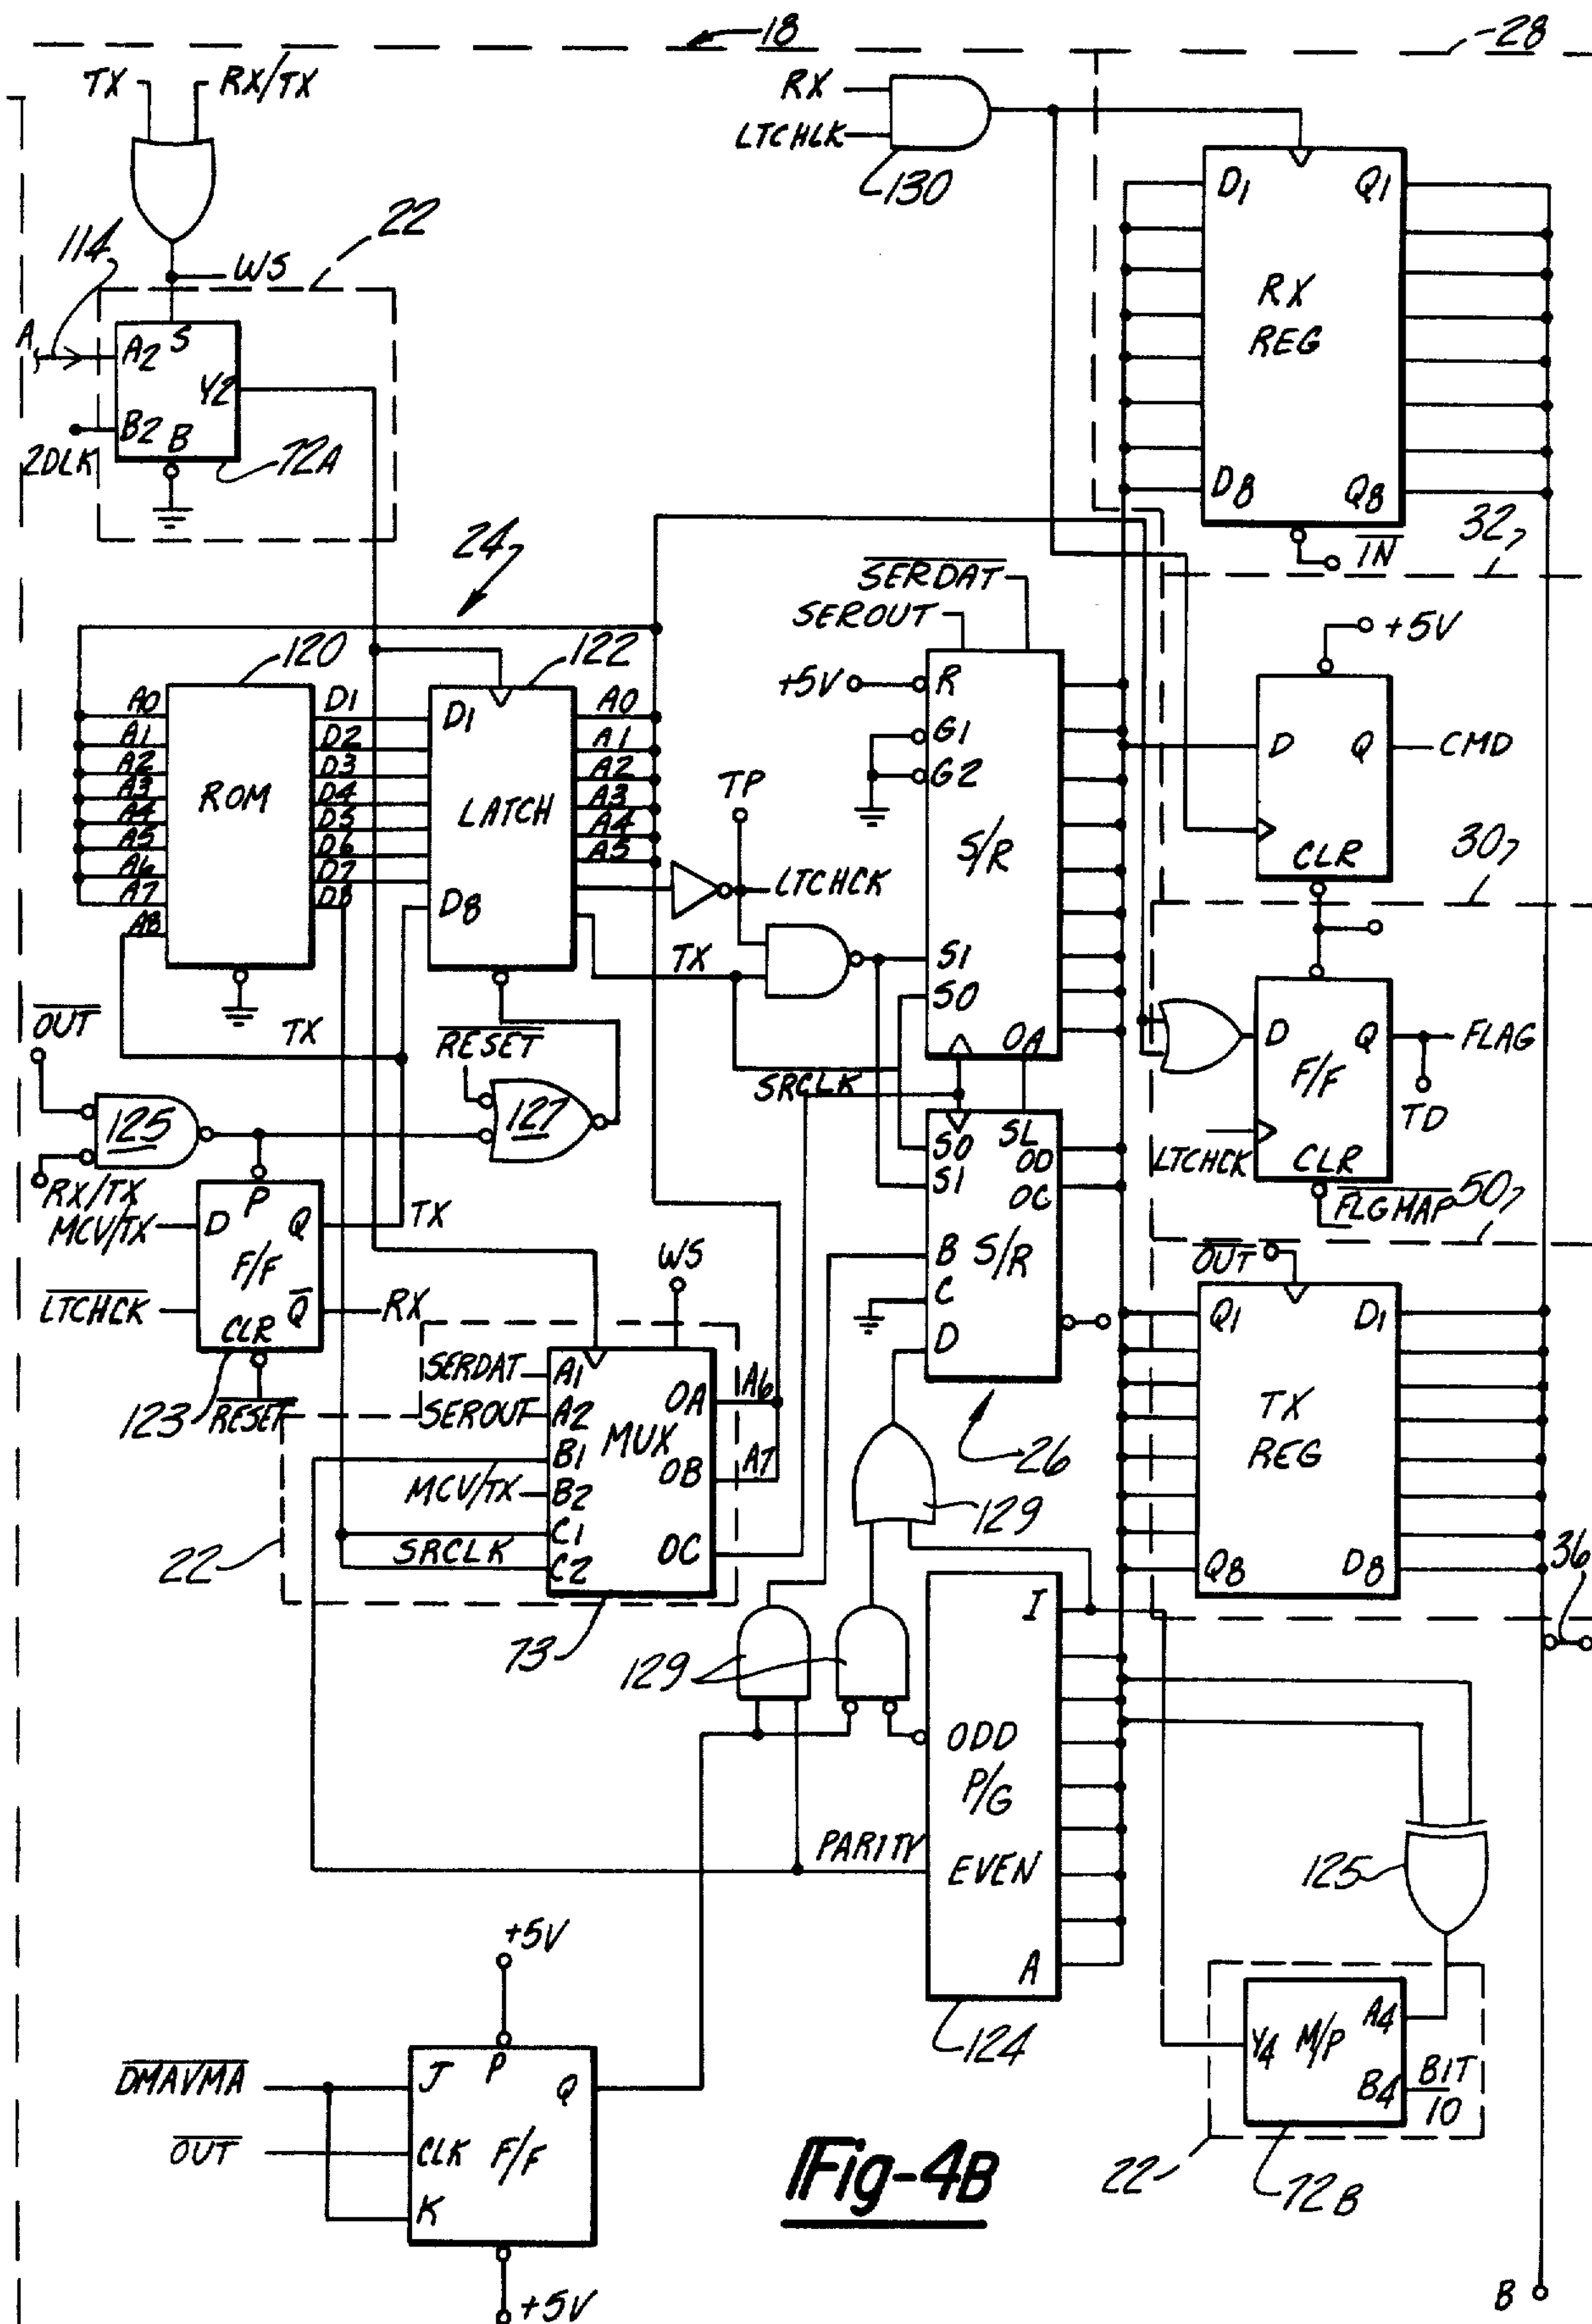 18
28
TX RX/TX
RX
LTCHLK
130
D1 Q1
RX
REG
D8 Q8
IN
114
WS
22
A
A2 S
Y2
B2 B
2DLK
72A
24
32
SERDAT
SEROUT
+5V
120
122
A0 D1 D1 A0
A1 D2 A1
A2 D3 A2
A3 D4 A3
A4 D5 A4
A5 D6 A5
A6 D7
A7 D8 D8
A8
ROM
LATCH
TP
LTCHCK
TX
+5V
R
G1
G2
S/R
S1
S0
OA
D Q CMD
CLR
30
OUT
TX
RESET
SRCLK
125
127
RX/TX
D Q FLAG
F/F
TD
LTCHCK
CLR
FLGMAP
50
MCV/TX
D P Q TX
F/F
LTCHCK
Q RX
CLR
123
RESET
S0 SL
S1 OD
OC
B S/R
C
D
26
WS
SERDAT A1
SEROUT A2
B1
MCV/TX B2
C1
SRCLK
C2
MUX
OA A6
OB A7
OC
22
73
OUT
Q1 D1
TX
REG
Q8 D8
36
129
129
I
ODD
P/G
PARITY
EVEN
A
124
125
Y4 M/P A4
B4 BIT
10
22
72B
+5V
DMAVMA
J P Q
OUT
CLK F/F
K
+5V
Fig-4B
B